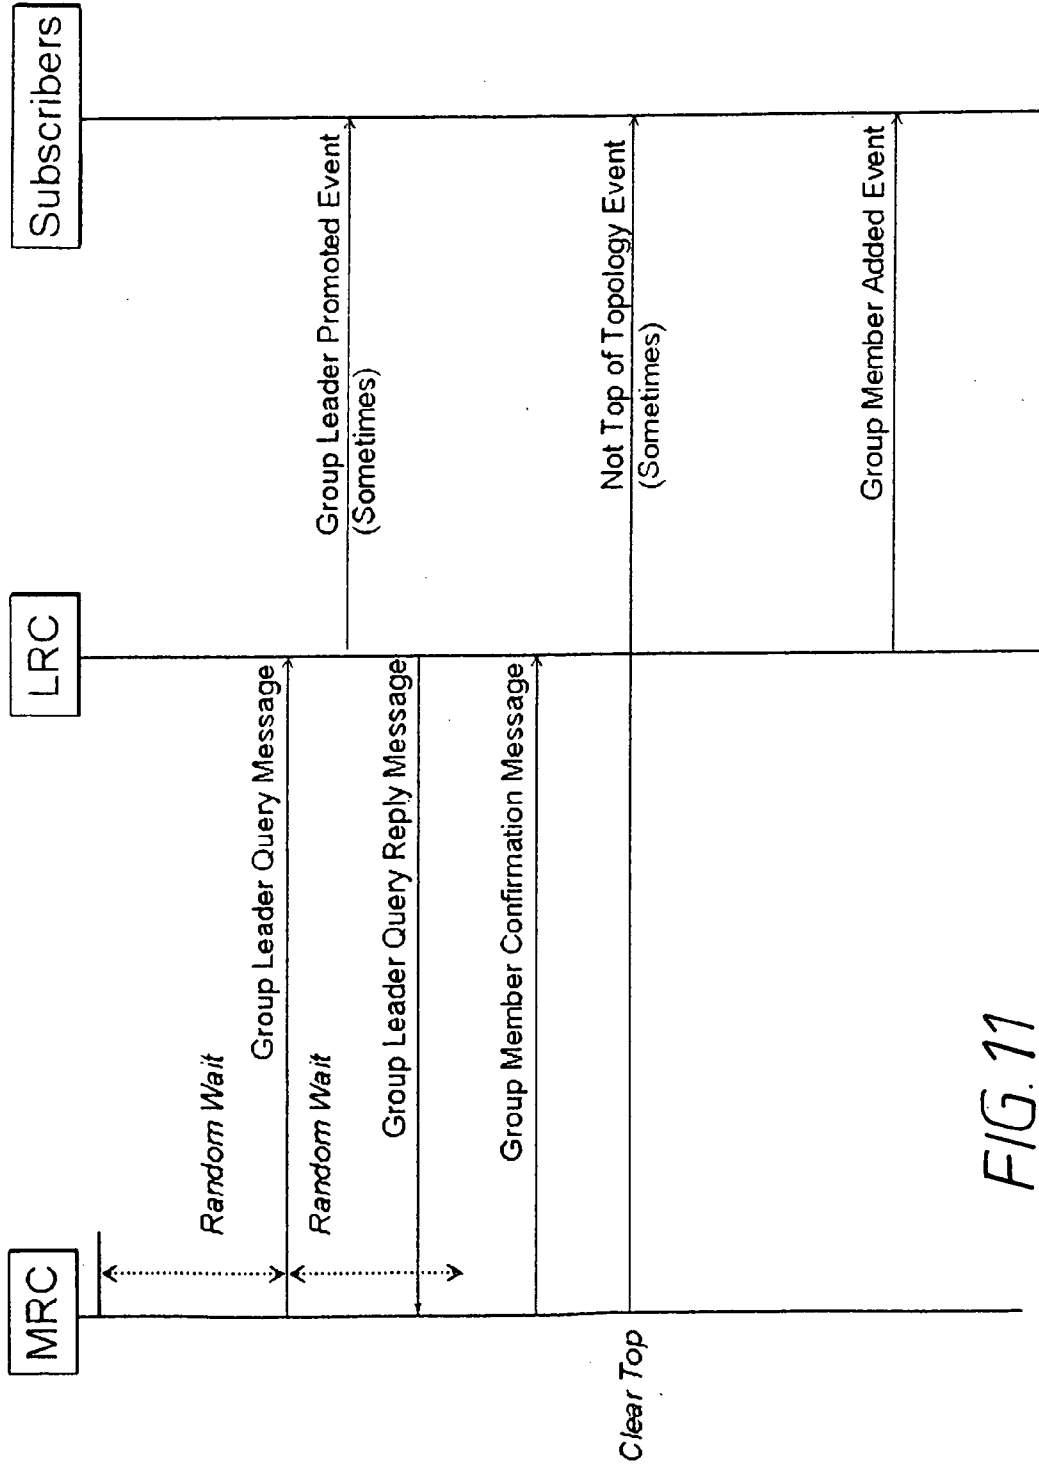 MRC
LRC
Subscribers
Random Wait
Group Leader Query Message
Random Wait
Group Leader Promoted Event
(Sometimes)
Group Leader Query Reply Message
Group Member Confirmation Message
Clear Top
Not Top of Topology Event
(Sometimes)
Group Member Added Event
FIG. 11